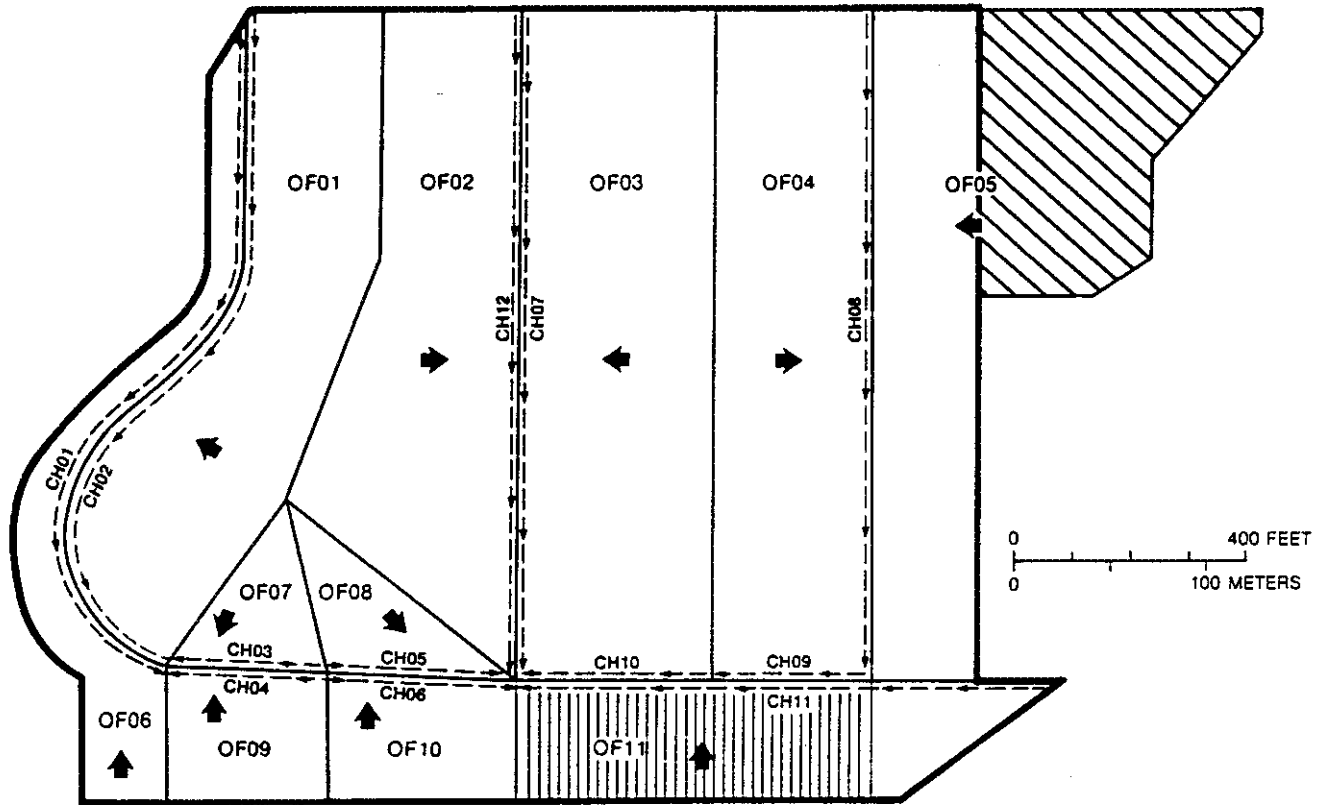 OF01
OF02
OF03
OF04
OF05
CH12
CH07
CH08
CH01
CH02
0 400 FEET
0 100 METERS
OF07
OF08
CH03
CH05
CH10
CH09
CH04
CH06
CH11
OF06
OF09
OF10
OF11